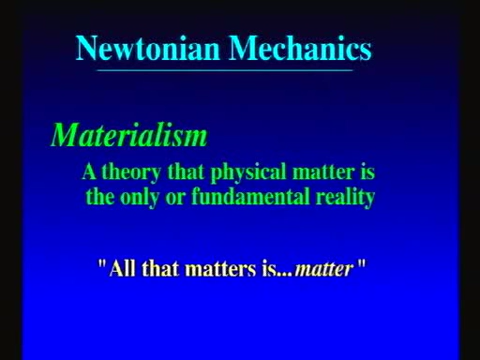 Newtonian Mechanics
Materialism
A theory that physical matter is
the only or fundamental reality
"All that matters is...matter"